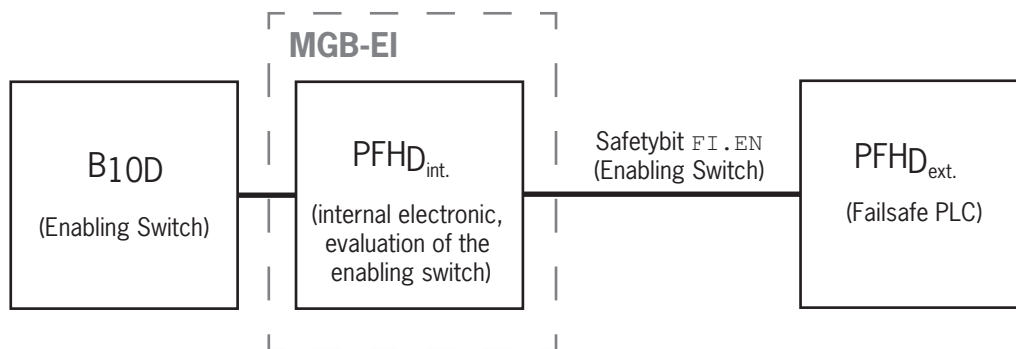 MGB-EI
B10D
(Enabling Switch)
PFHDint.
(internal electronic,
evaluation of the
enabling switch)
Safetybit FI.EN
(Enabling Switch)
PFHDext.
(Failsafe PLC)